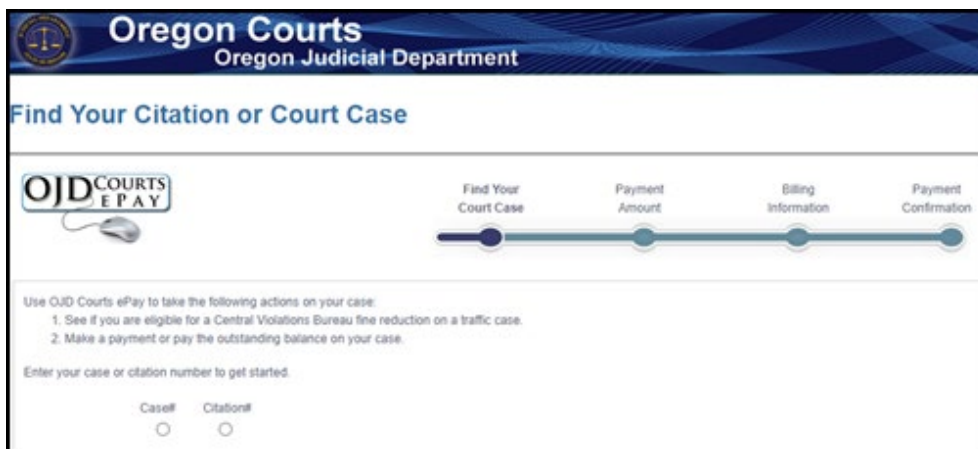 Oregon Courts
Oregon Judicial Department
Find Your Citation or Court Case
OJD COURTS
E PAY
Find Your
Court Case
Payment
Amount
Billing
Information
Payment
Confirmation
Use OJD Courts ePay to take the following actions on your case:
1. See if you are eligible for a Central Violations Bureau fine reduction on a traffic case.
2. Make a payment or pay the outstanding balance on your case.
Enter your case or citation number to get started.
Case# Citation#